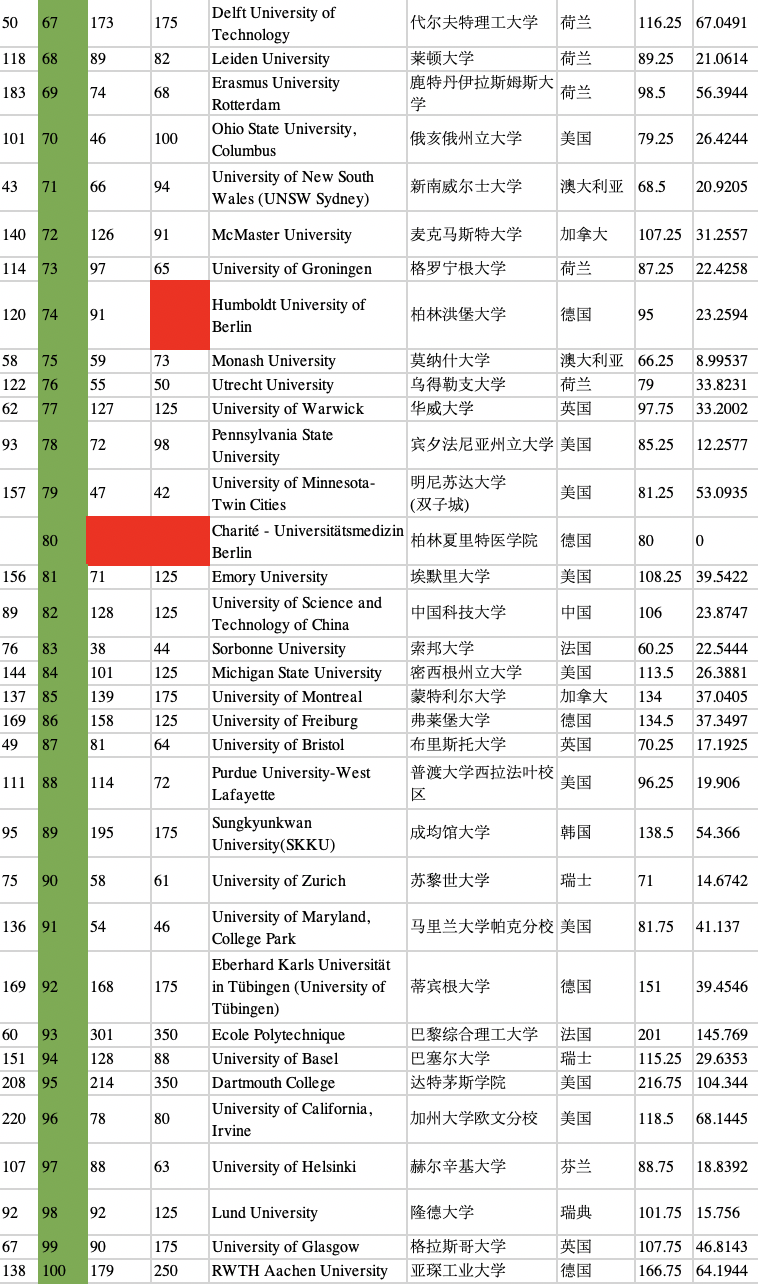 50 67 173 175 Delft University of Technology 代尔夫特理工大学 荷兰 116.25 67.0491
118 68 89 82 Leiden University 莱顿大学 荷兰 89.25 21.0614
183 69 74 68 Erasmus University Rotterdam 鹿特丹伊拉斯姆斯大学 荷兰 98.5 56.3944
101 70 46 100 Ohio State University, Columbus 俄亥俄州立大学 美国 79.25 26.4244
43 71 66 94 University of New South Wales (UNSW Sydney) 新南威尔士大学 澳大利亚 68.5 20.9205
140 72 126 91 McMaster University 麦克马斯特大学 加拿大 107.25 31.2557
114 73 97 65 University of Groningen 格罗宁根大学 荷兰 87.25 22.4258
120 74 91 Humboldt University of Berlin 柏林洪堡大学 德国 95 23.2594
58 75 59 73 Monash University 莫纳什大学 澳大利亚 66.25 8.99537
122 76 55 50 Utrecht University 乌得勒支大学 荷兰 79 33.8231
62 77 127 125 University of Warwick 华威大学 英国 97.75 33.2002
93 78 72 98 Pennsylvania State University 宾夕法尼亚州立大学 美国 85.25 12.2577
157 79 47 42 University of Minnesota-Twin Cities 明尼苏达大学 (双子城) 美国 81.25 53.0935
80 Charité - Universitätsmedizin Berlin 柏林夏里特医学院 德国 80 0
156 81 71 125 Emory University 埃默里大学 美国 108.25 39.5422
89 82 128 125 University of Science and Technology of China 中国科技大学 中国 106 23.8747
76 83 38 44 Sorbonne University 索邦大学 法国 60.25 22.5444
144 84 101 125 Michigan State University 密西根州立大学 美国 113.5 26.3881
137 85 139 175 University of Montreal 蒙特利尔大学 加拿大 134 37.0405
169 86 158 125 University of Freiburg 弗莱堡大学 德国 134.5 37.3497
49 87 81 64 University of Bristol 布里斯托大学 英国 70.25 17.1925
111 88 114 72 Purdue University-West Lafayette 普渡大学西拉法叶校区 美国 96.25 19.906
95 89 195 175 Sungkyunkwan University(SKKU) 成均馆大学 韩国 138.5 54.366
75 90 58 61 University of Zurich 苏黎世大学 瑞士 71 14.6742
136 91 54 46 University of Maryland, College Park 马里兰大学帕克分校 美国 81.75 41.137
169 92 168 175 Eberhard Karls Universität in Tübingen (University of Tübingen) 蒂宾根大学 德国 151 39.4546
60 93 301 350 Ecole Polytechnique 巴黎综合理工大学 法国 201 145.769
151 94 128 88 University of Basel 巴塞尔大学 瑞士 115.25 29.6353
208 95 214 350 Dartmouth College 达特茅斯学院 美国 216.75 104.344
220 96 78 80 University of California, Irvine 加州大学欧文分校 美国 118.5 68.1445
107 97 88 63 University of Helsinki 赫尔辛基大学 芬兰 88.75 18.8392
92 98 92 125 Lund University 隆德大学 瑞典 101.75 15.756
67 99 90 175 University of Glasgow 格拉斯哥大学 英国 107.75 46.8143
138 100 179 250 RWTH Aachen University 亚琛工业大学 德国 166.75 64.1944